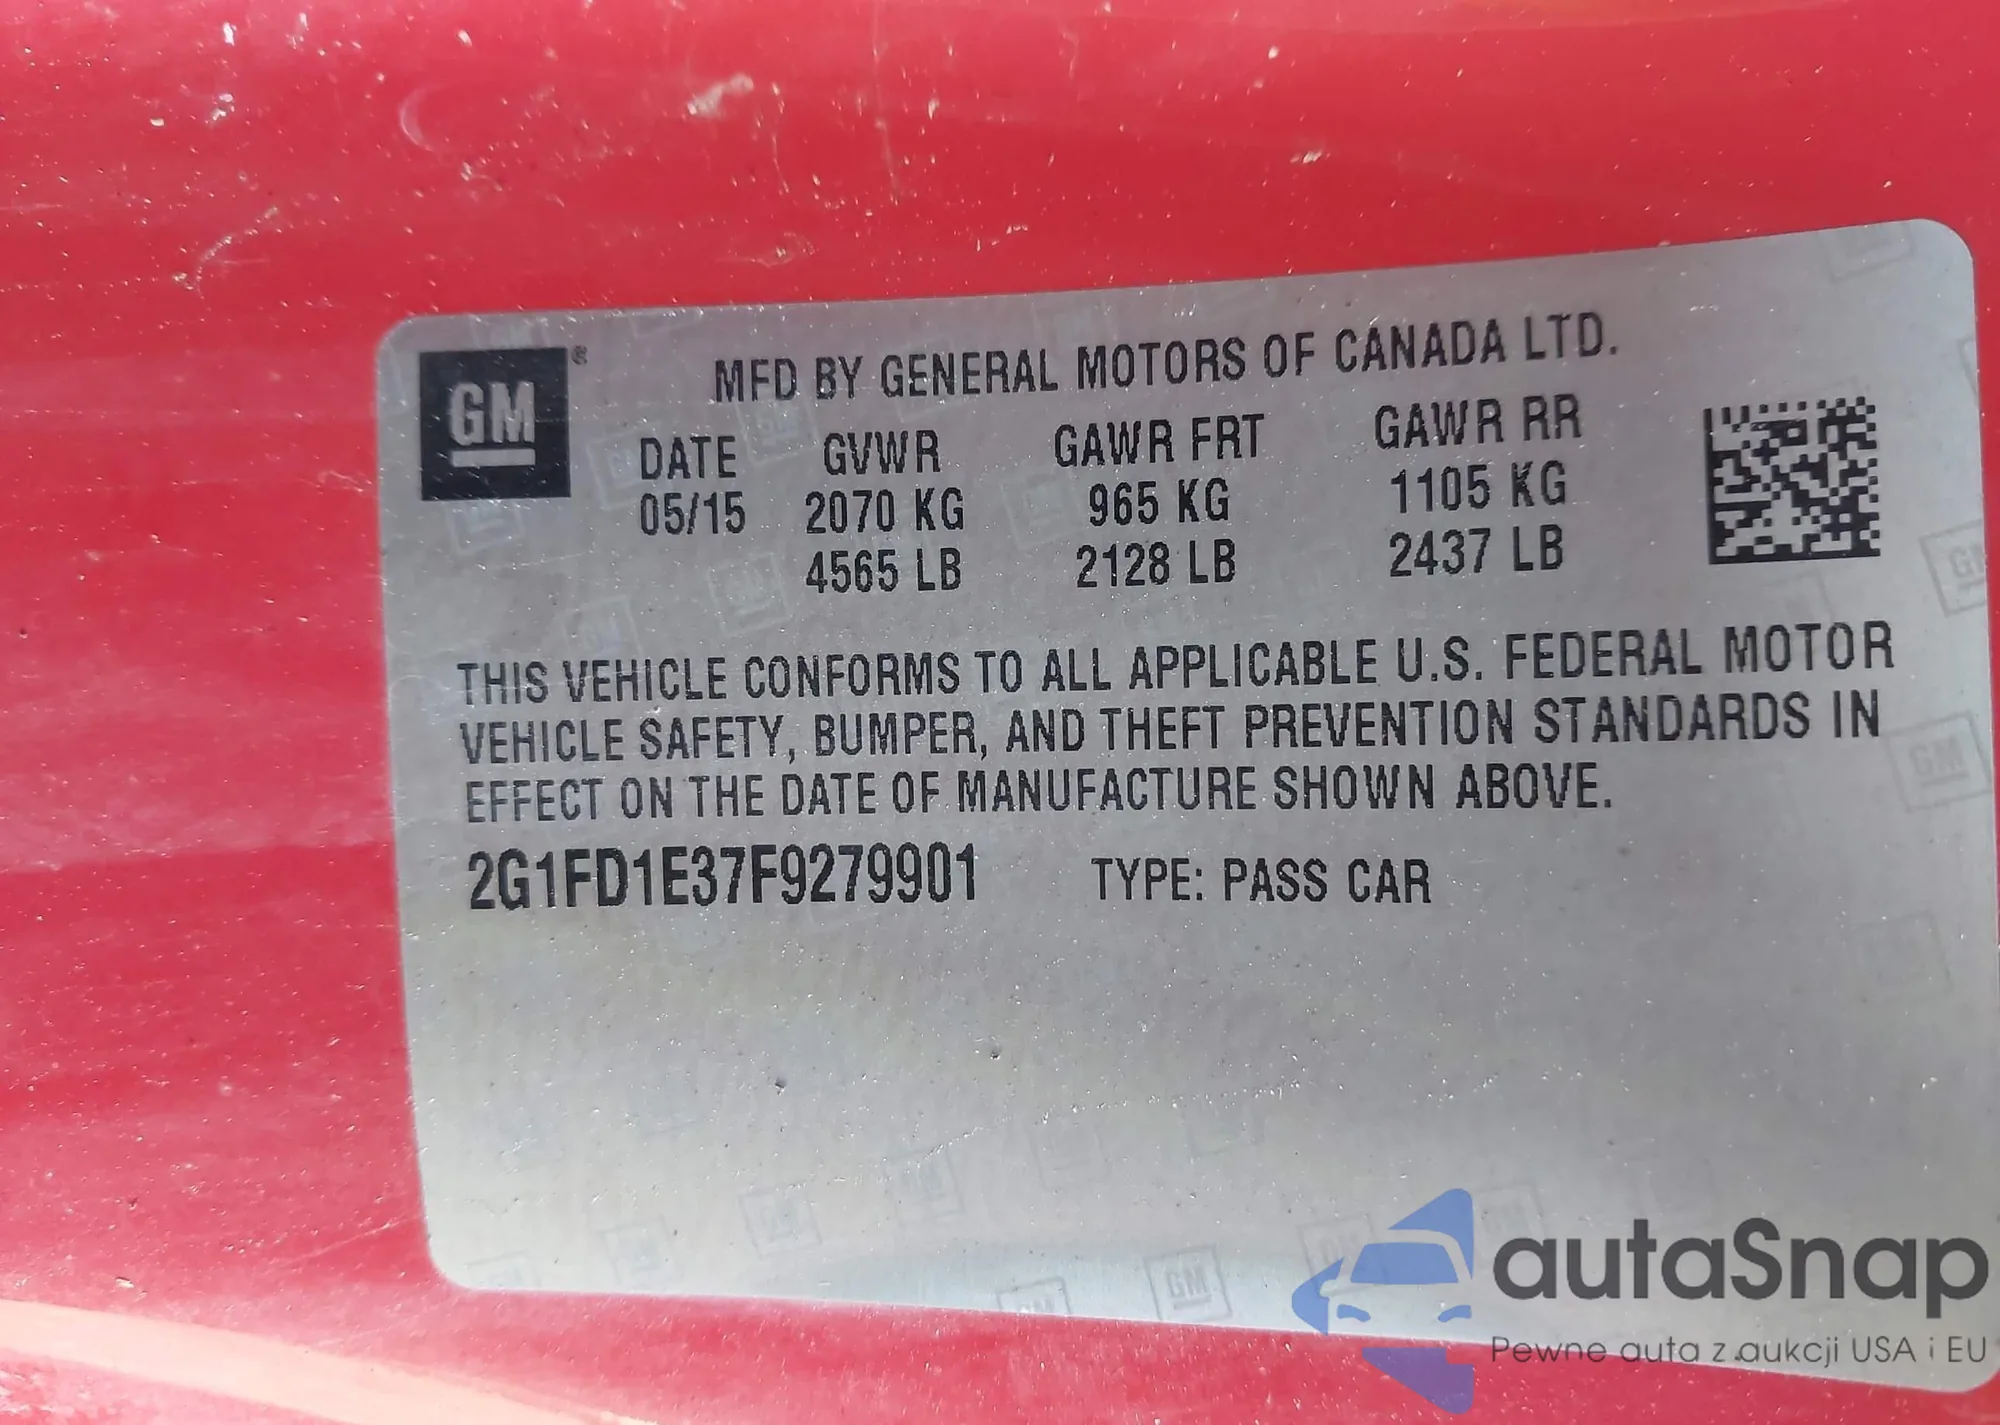 GM®
MFD BY GENERAL MOTORS OF CANADA LTD.
DATE GVWR GAWR FRT GAWR RR
05/15 2070 KG 965 KG 1105 KG
4565 LB 2128 LB 2437 LB
THIS VEHICLE CONFORMS TO ALL APPLICABLE U.S. FEDERAL MOTOR
VEHICLE SAFETY, BUMPER, AND THEFT PREVENTION STANDARDS IN
EFFECT ON THE DATE OF MANUFACTURE SHOWN ABOVE.
2G1FD1E37F9279901 TYPE: PASS CAR
autaSnap
Pewne auta z aukcji USA i EU